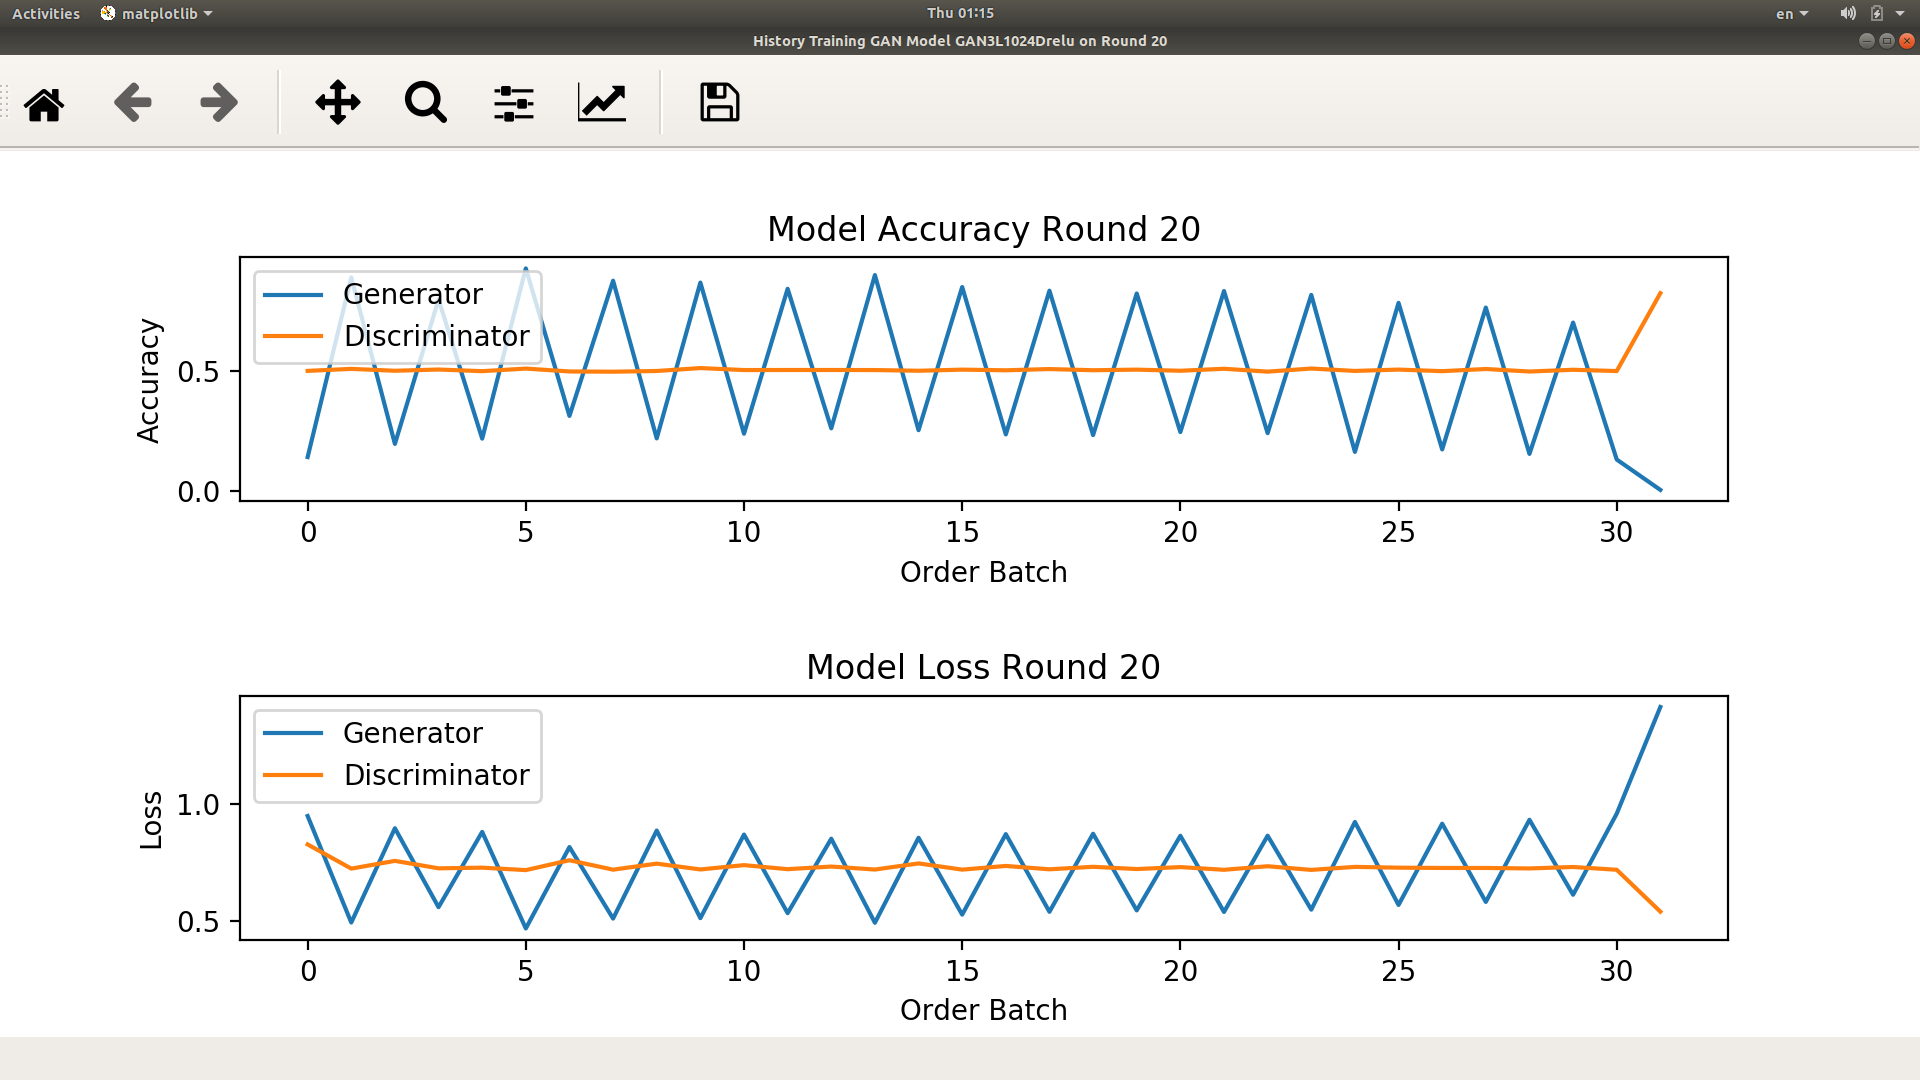 Activities matplotlib Thu 01:15 en
History Training GAN Model GAN3L1024Drelu on Round 20
Model Accuracy Round 20
Generator
Discriminator
Accuracy
0.5
0.0
0 5 10 15 20 25 30
Order Batch
Model Loss Round 20
Generator
Discriminator
Loss
1.0
0.5
0 5 10 15 20 25 30
Order Batch